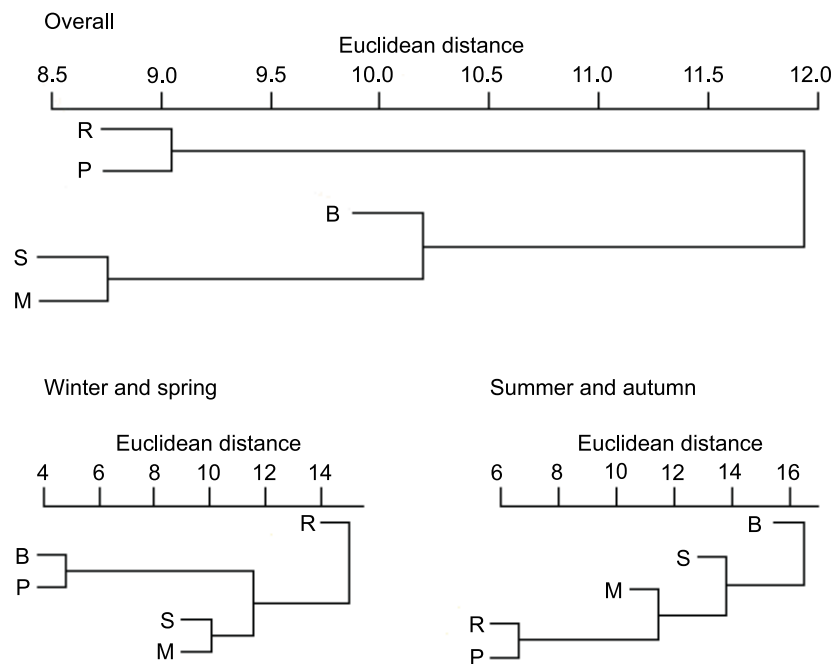 Overall
Euclidean distance
8.5 9.0 9.5 10.0 10.5 11.0 11.5 12.0
R
P
B
S
M
Winter and spring
Euclidean distance
4 6 8 10 12 14
R
B
P
S
M
Summer and autumn
Euclidean distance
6 8 10 12 14 16
B
S
M
R
P